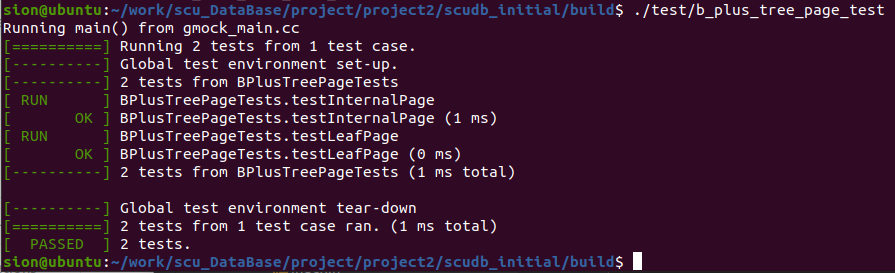 sion@ubuntu:~/work/scu_DataBase/project/project2/scudb_initial/build$ ./test/b_plus_tree_page_test
Running main() from gmock_main.cc
[==========] Running 2 tests from 1 test case.
[----------] Global test environment set-up.
[----------] 2 tests from BPlusTreePageTests
[ RUN      ] BPlusTreePageTests.testInternalPage
[       OK ] BPlusTreePageTests.testInternalPage (1 ms)
[ RUN      ] BPlusTreePageTests.testLeafPage
[       OK ] BPlusTreePageTests.testLeafPage (0 ms)
[----------] 2 tests from BPlusTreePageTests (1 ms total)
[----------] Global test environment tear-down
[==========] 2 tests from 1 test case ran. (1 ms total)
[  PASSED  ] 2 tests.
sion@ubuntu:~/work/scu_DataBase/project/project2/scudb_initial/build$